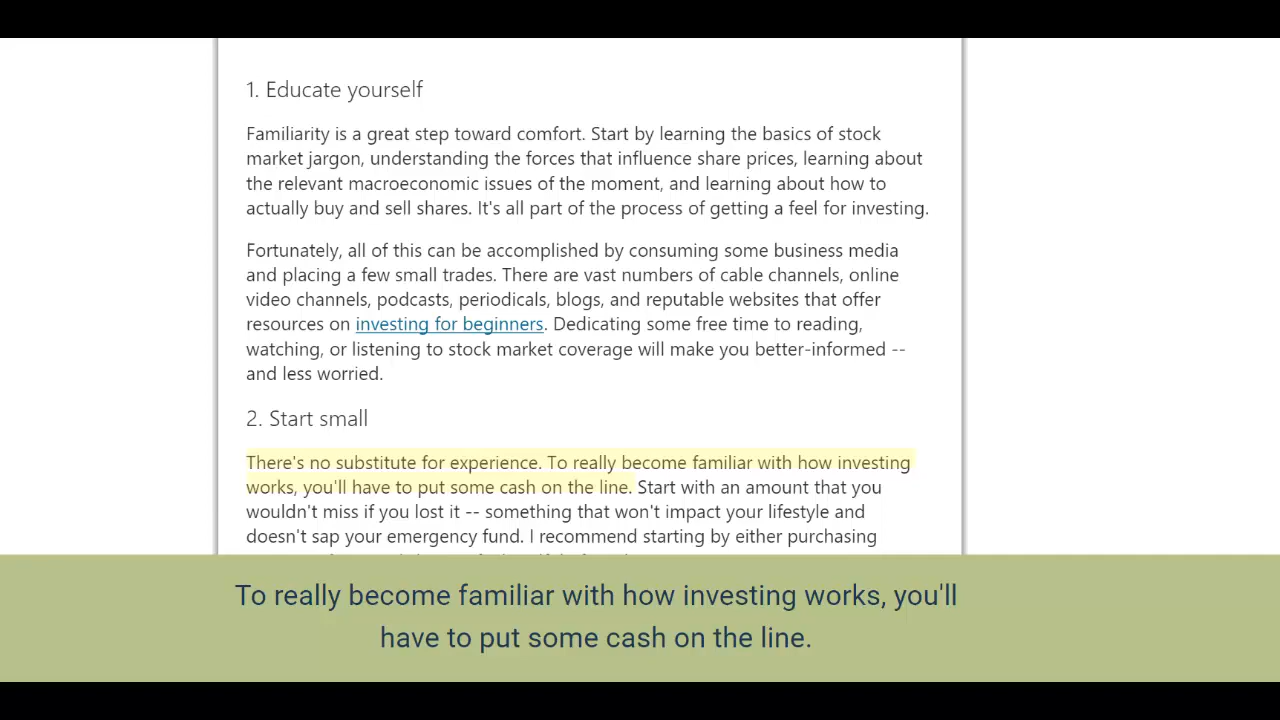 1. Educate yourself
Familiarity is a great step toward comfort. Start by learning the basics of stock
market jargon, understanding the forces that influence share prices, learning about
the relevant macroeconomic issues of the moment, and learning about how to
actually buy and sell shares. It's all part of the process of getting a feel for investing.
Fortunately, all of this can be accomplished by consuming some business media
and placing a few small trades. There are vast numbers of cable channels, online
video channels, podcasts, periodicals, blogs, and reputable websites that offer
resources on investing for beginners. Dedicating some free time to reading,
watching, or listening to stock market coverage will make you better-informed --
and less worried.
2. Start small
There's no substitute for experience. To really become familiar with how investing
works, you'll have to put some cash on the line. Start with an amount that you
wouldn't miss if you lost it -- something that won't impact your lifestyle and
doesn't sap your emergency fund. I recommend starting by either purchasing
To really become familiar with how investing works, you'll
have to put some cash on the line.